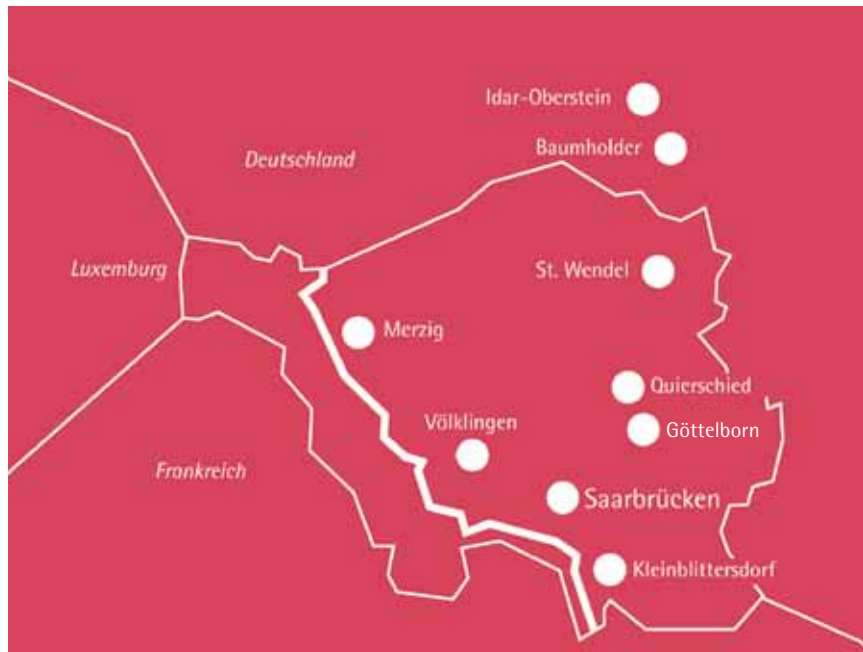 Idar-Oberstein
Baumholder
Deutschland
Luxemburg
St. Wendel
Merzig
Quierschied
Völklingen
Göttelborn
Frankreich
Saarbrücken
Kleinblittersdorf